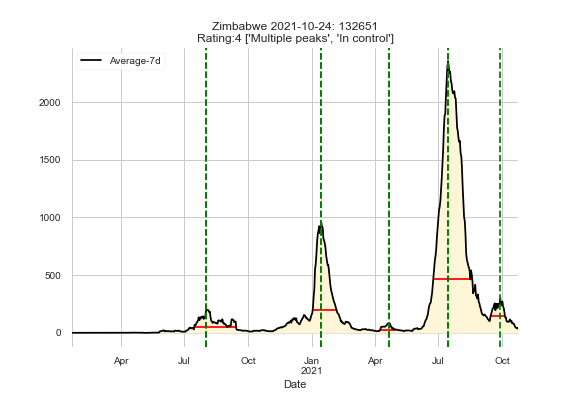 Zimbabwe 2021-10-24: 132651
Rating:4 ['Multiple peaks', 'In control']
Average-7d
2000
1500
1000
500
0
Apr Jul Oct Jan Apr Jul Oct
2021
Date